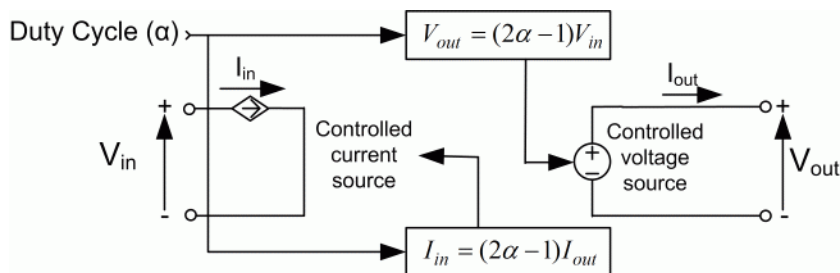 Duty Cycle (α)
V_out = (2α − 1)V_in
I_in
I_out
+
+
Controlled
current
source
+
−
Controlled
voltage
source
V_in
V_out
-
-
I_in = (2α − 1)I_out